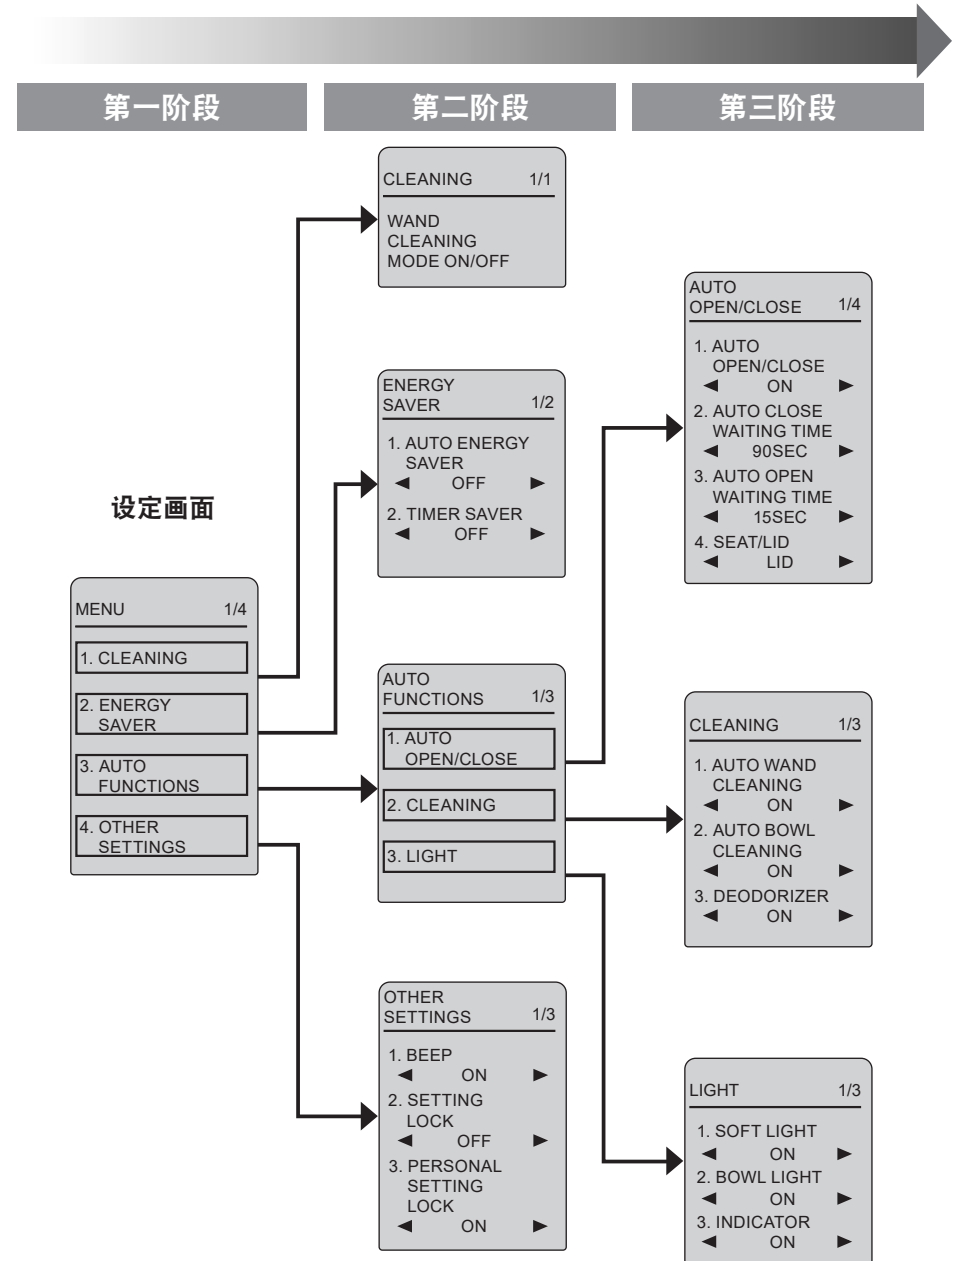 第一阶段
第二阶段
第三阶段
设定画面
MENU 1/4
1. CLEANING
2. ENERGY
SAVER
3. AUTO
FUNCTIONS
4. OTHER
SETTINGS
CLEANING 1/1
WAND
CLEANING
MODE ON/OFF
ENERGY
SAVER 1/2
1. AUTO ENERGY
SAVER
◀ OFF ▶
2. TIMER SAVER
◀ OFF ▶
AUTO
FUNCTIONS 1/3
1. AUTO
OPEN/CLOSE
2. CLEANING
3. LIGHT
OTHER
SETTINGS 1/3
1. BEEP
◀ ON ▶
2. SETTING
LOCK
◀ OFF ▶
3. PERSONAL
SETTING
LOCK
◀ ON ▶
AUTO
OPEN/CLOSE 1/4
1. AUTO
OPEN/CLOSE
◀ ON ▶
2. AUTO CLOSE
WAITING TIME
◀ 90SEC ▶
3. AUTO OPEN
WAITING TIME
◀ 15SEC ▶
4. SEAT/LID
◀ LID ▶
CLEANING 1/3
1. AUTO WAND
CLEANING
◀ ON ▶
2. AUTO BOWL
CLEANING
◀ ON ▶
3. DEODORIZER
◀ ON ▶
LIGHT 1/3
1. SOFT LIGHT
◀ ON ▶
2. BOWL LIGHT
◀ ON ▶
3. INDICATOR
◀ ON ▶